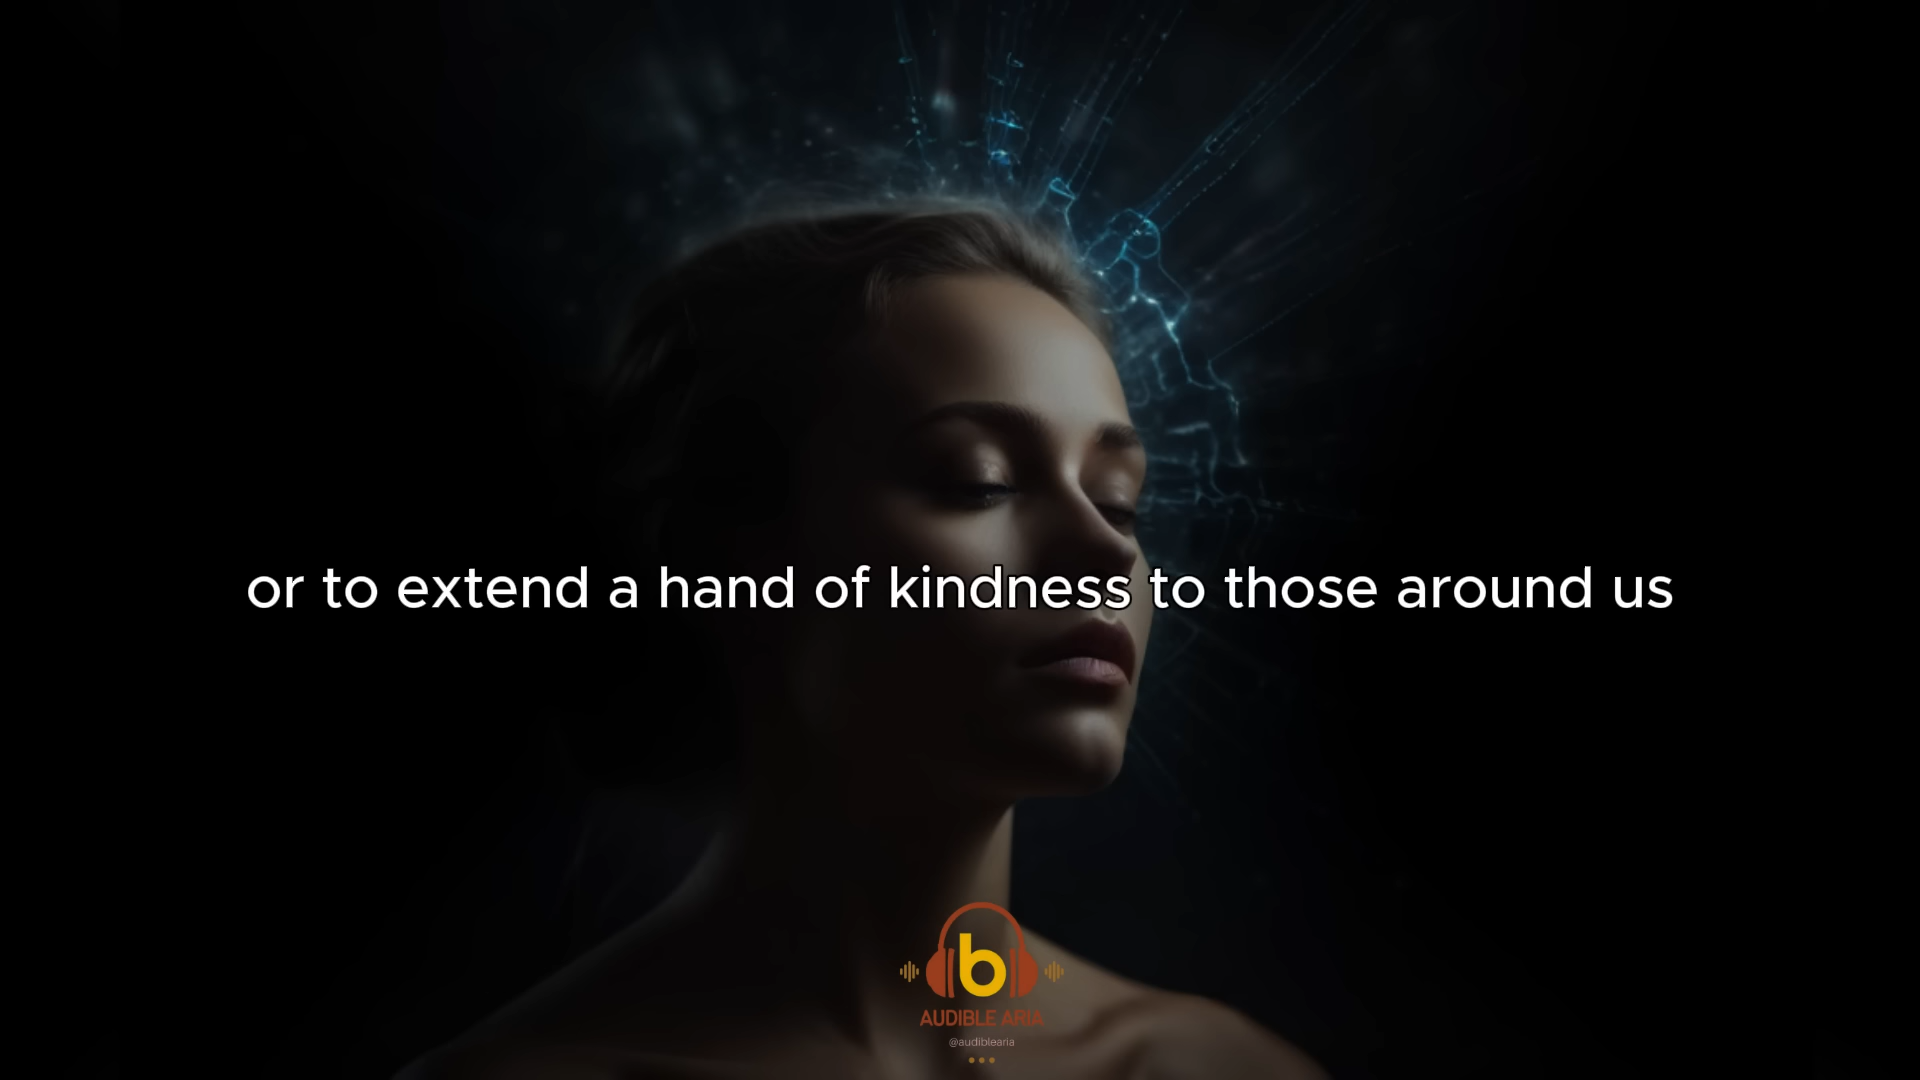 or to extend a hand of kindness to those around us
b
AUDIBLE ARIA
@audiblearia